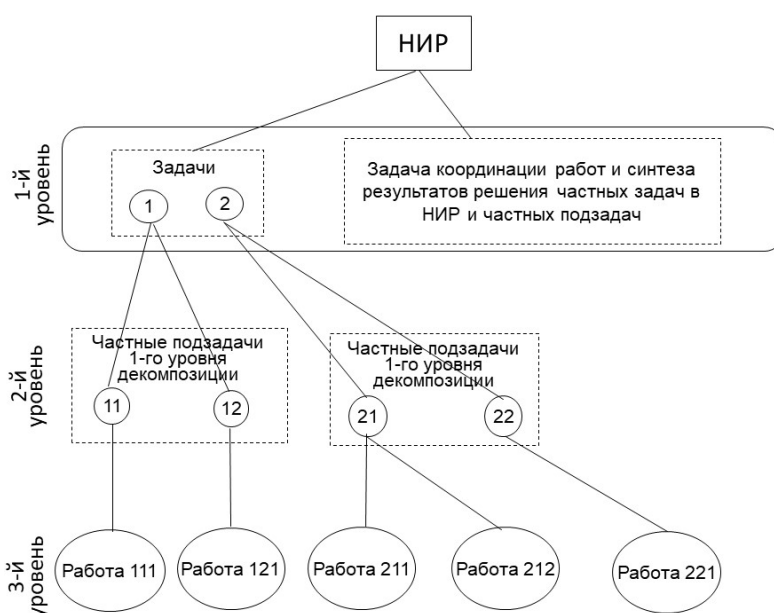 НИР
1-й
уровень
Задачи
1
2
Задача координации работ и синтеза
результатов решения частных задач в
НИР и частных подзадач
2-й
уровень
Частные подзадачи
1-го уровня
декомпозиции
11
12
Частные подзадачи
1-го уровня
декомпозиции
21
22
3-й
уровень
Работа 111
Работа 121
Работа 211
Работа 212
Работа 221